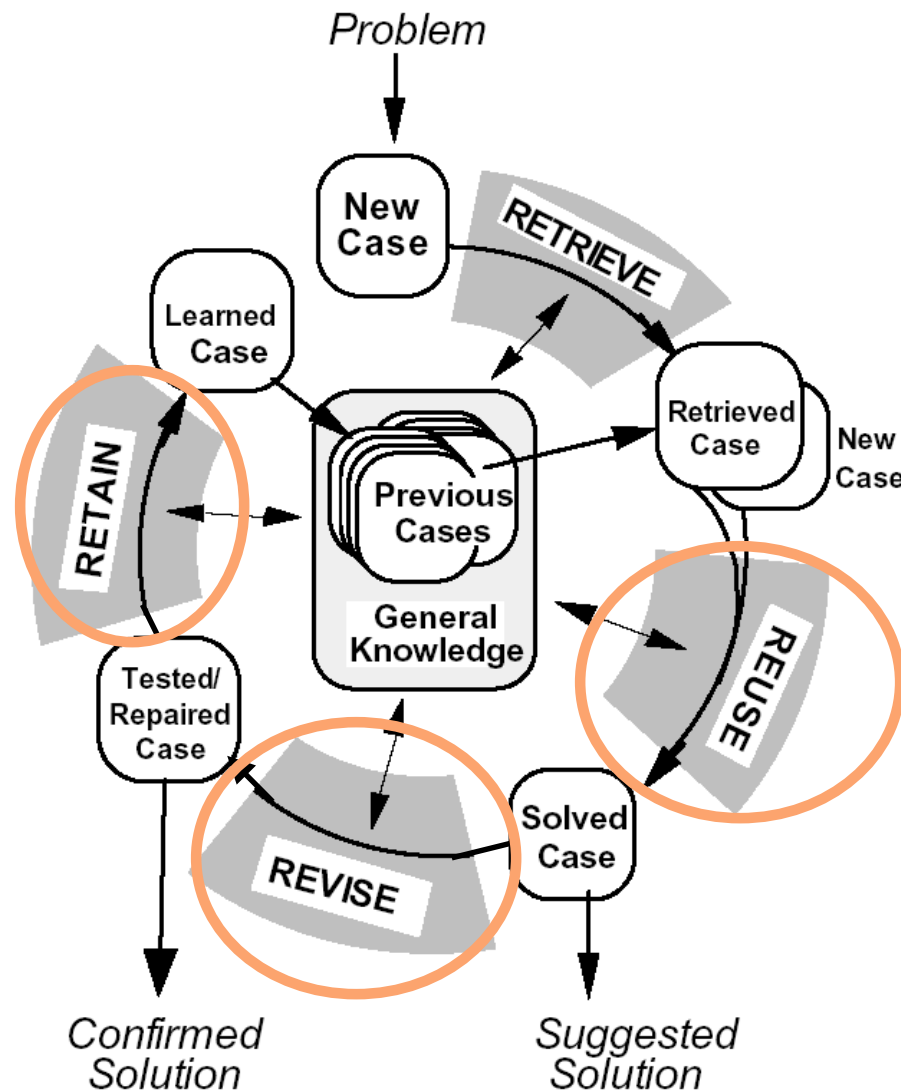 Problem
New
Case
RETRIEVE
Learned
Case
Retrieved
Case
New
Case
Previous
Cases
RETAIN
General
Knowledge
REUSE
Tested/
Repaired
Case
Solved
Case
REVISE
Confirmed
Solution
Suggested
Solution